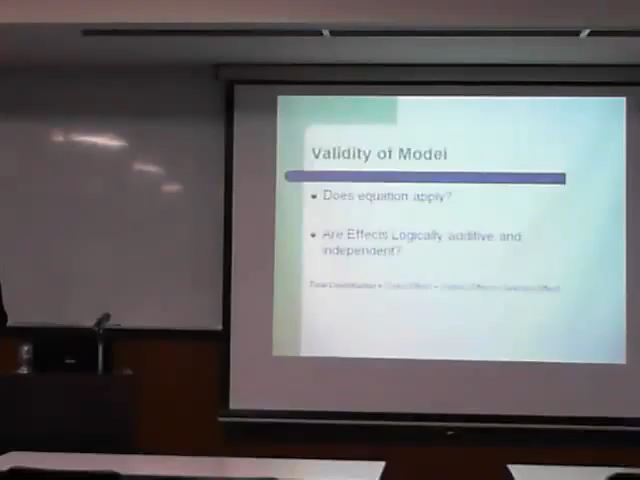 Validity of Model
Does equation apply?
Are Effects Logically additive and
independent?